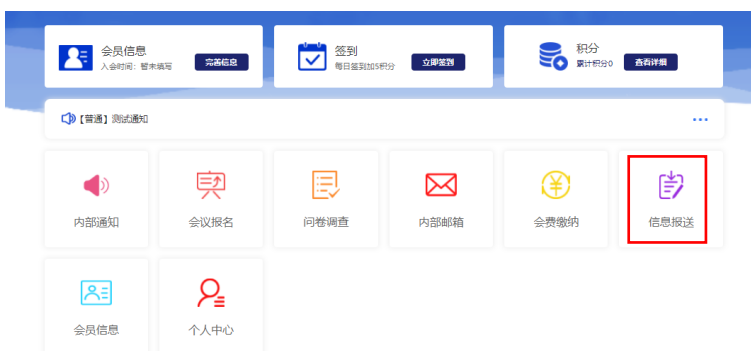 会员信息
入会时间：暂未填写
完善信息
签到
每日签到加5积分
立即签到
积分
累计积分0
查看详细
【普通】测试通知
内部通知
会议报名
问卷调查
内部邮箱
会费缴纳
信息报送
会员信息
个人中心